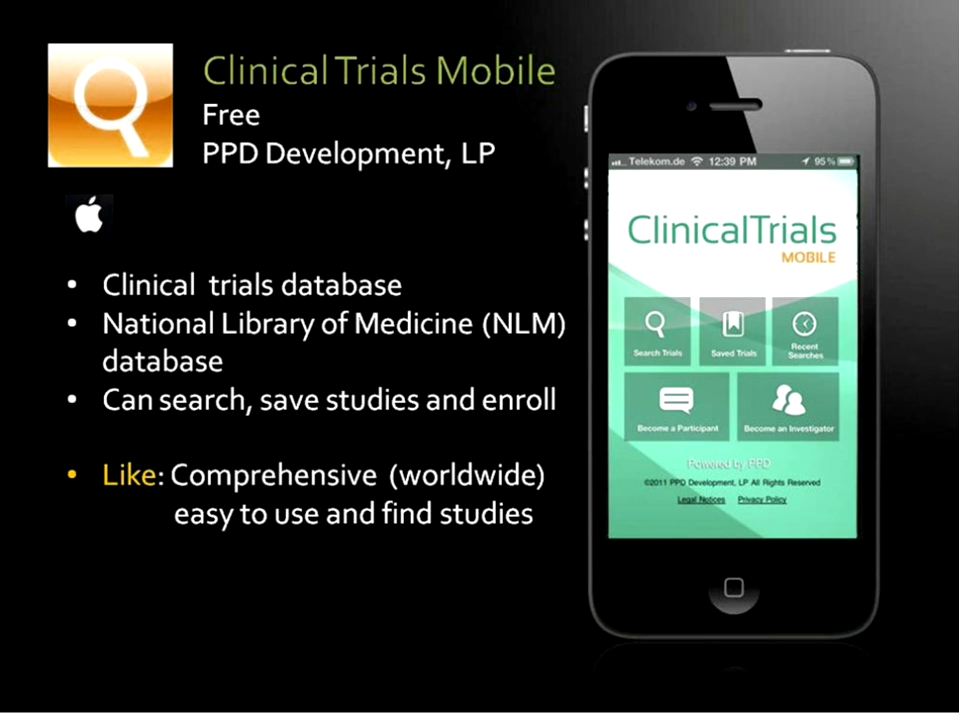 Clinical Trials Mobile
Free
PPD Development, LP
• Clinical trials database
• National Library of Medicine (NLM)
database
• Can search, save studies and enroll
• Like: Comprehensive (worldwide)
easy to use and find studies
Telekom.de 12:39 PM 95%
ClinicalTrials
MOBILE
Search Trials
Saved Trials
Recent
Searches
Become a Participant
Become an Investigator
Powered by PPD
©2011 PPD Development, LP All Rights Reserved
Legal Notices Privacy Policy